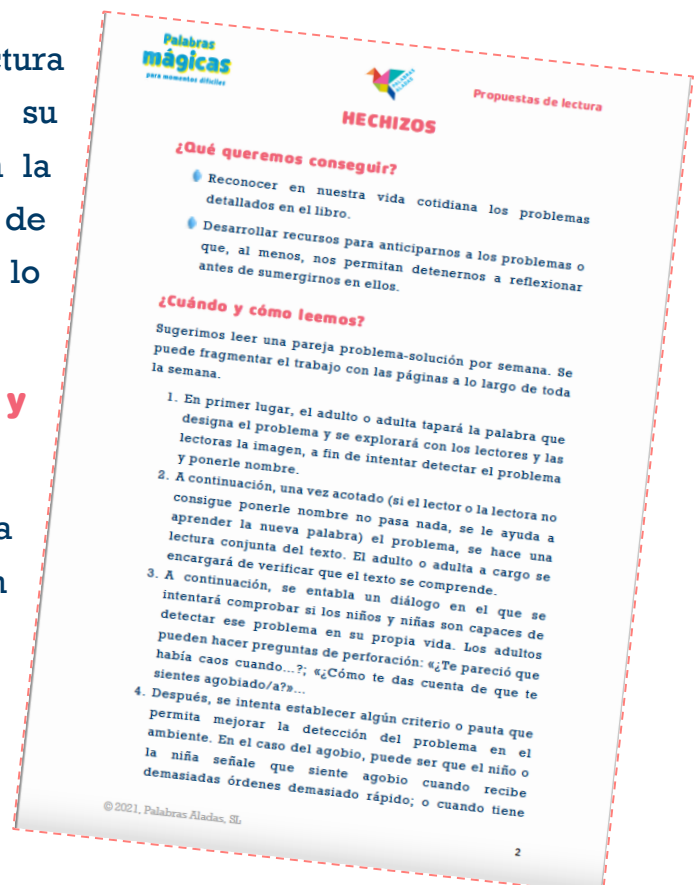 tura
su
la
de
lo
y
a
Palabras
mágicas
para momentos difíciles
PALABRAS
ALADAS
Propuestas de lectura
HECHIZOS
¿Qué queremos conseguir?
Reconocer en nuestra vida cotidiana los problemas
detallados en el libro.
Desarrollar recursos para anticiparnos a los problemas o
que, al menos, nos permitan detenernos a reflexionar
antes de sumergirnos en ellos.
¿Cuándo y cómo leemos?
Sugerimos leer una pareja problema-solución por semana. Se
puede fragmentar el trabajo con las páginas a lo largo de toda
la semana.
1. En primer lugar, el adulto o adulta tapará la palabra que
designa el problema y se explorará con los lectores y las
lectoras la imagen, a fin de intentar detectar el problema
y ponerle nombre.
2. A continuación, una vez acotado (si el lector o la lectora no
consigue ponerle nombre no pasa nada, se le ayuda a
aprender la nueva palabra) el problema, se hace una
lectura conjunta del texto. El adulto o adulta a cargo se
encargará de verificar que el texto se comprende.
3. A continuación, se entabla un diálogo en el que se
intentará comprobar si los niños y niñas son capaces de
detectar ese problema en su propia vida. Los adultos
pueden hacer preguntas de perforación: «¿Te pareció que
había caos cuando...?; «¿Cómo te das cuenta de que te
sientes agobiado/a?»...
4. Después, se intenta establecer algún criterio o pauta que
permita mejorar la detección del problema en el
ambiente. En el caso del agobio, puede ser que el niño o
la niña señale que siente agobio cuando recibe
demasiadas órdenes demasiado rápido; o cuando tiene
©2021, Palabras Aladas, SL
2